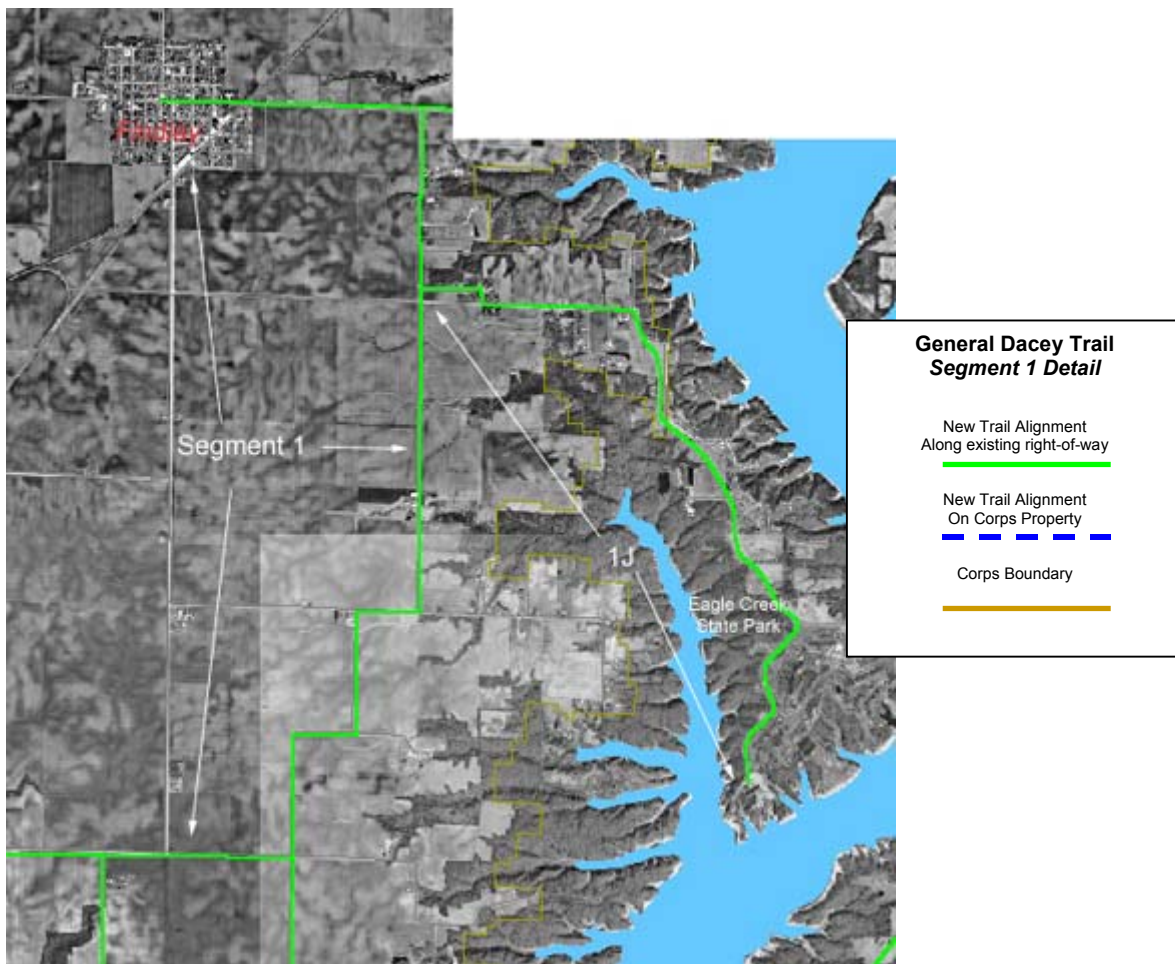 Findlay
Segment 1
1J
Eagle Creek
State Park
General Dacey Trail
Segment 1 Detail
New Trail Alignment
Along existing right-of-way
New Trail Alignment
On Corps Property
Corps Boundary